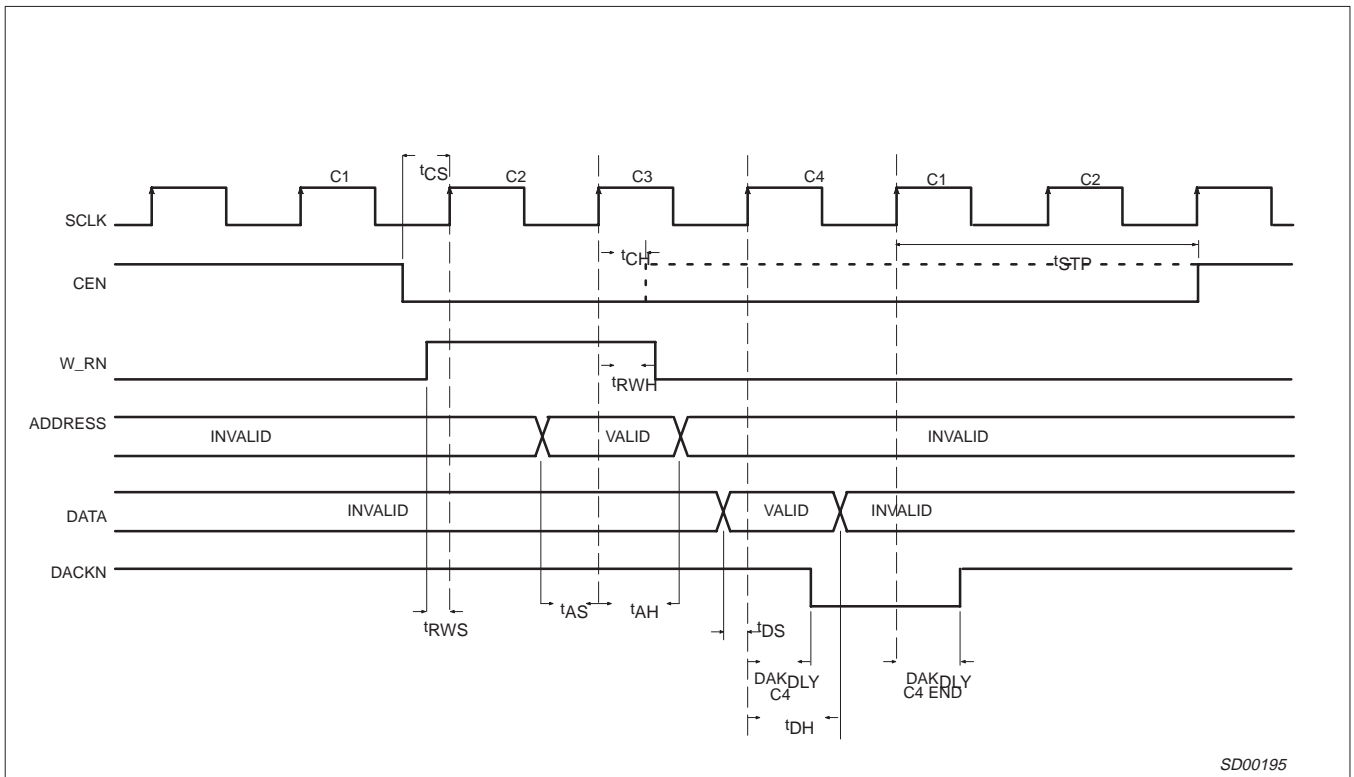 tCS
C1
C2
C3
C4
C1
C2
SCLK
tCH
tSTP
CEN
W_RN
tRWH
ADDRESS
INVALID
VALID
INVALID
DATA
INVALID
VALID
INVALID
DACKN
tRWS
tAS
tAH
tDS
DAKDLY
C4
DAKDLY
C4 END
tDH
SD00195